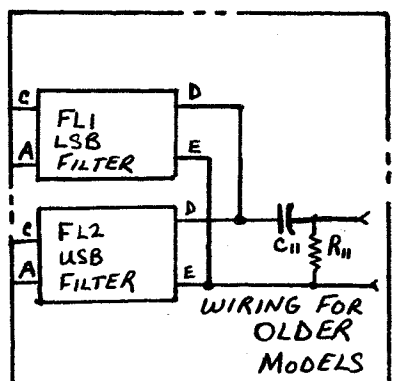 C
D
FL1
LSB
FILTER
A
E
C
D
FL2
USB
FILTER
A
E
C11
R11
WIRING FOR
OLDER
MODELS